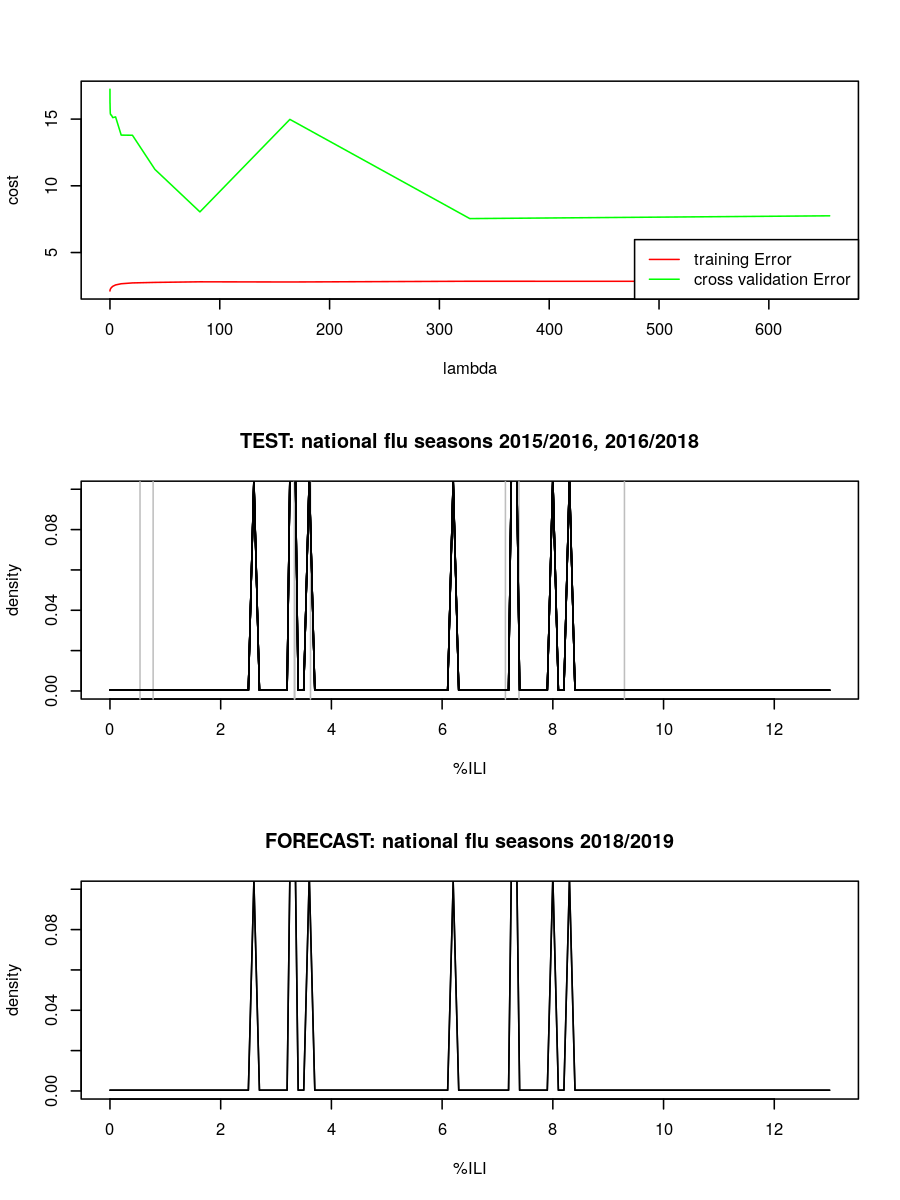 cost
15
10
5
training Error
cross validation Error
0 100 200 300 400 500 600
lambda
TEST: national flu seasons 2015/2016, 2016/2018
density
0.08
0.04
0.00
0 2 4 6 8 10 12
%ILI
FORECAST: national flu seasons 2018/2019
density
0.08
0.04
0.00
0 2 4 6 8 10 12
%ILI